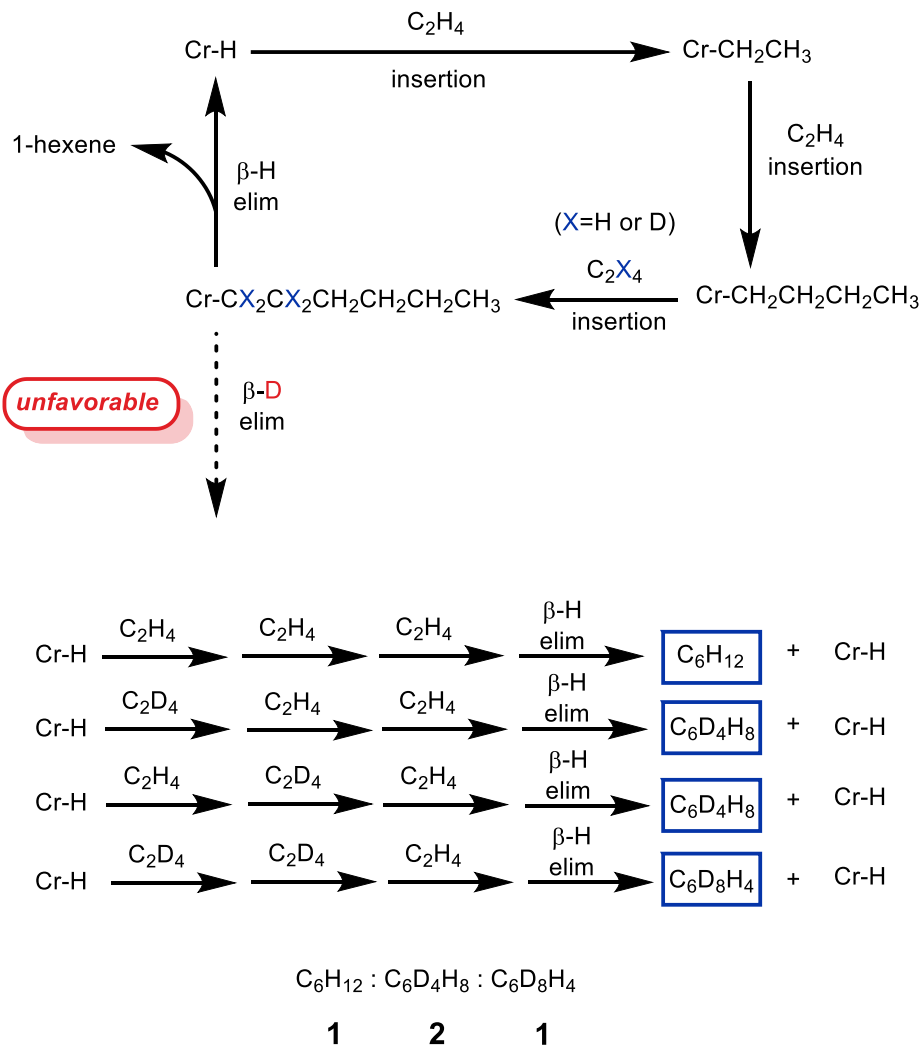 C₂H₄
Cr-H
Cr-CH₂CH₃
insertion
1-hexene
β-H
elim
C₂H₄
insertion
(X=H or D)
C₂X₄
Cr-CX₂CX₂CH₂CH₂CH₂CH₃
Cr-CH₂CH₂CH₂CH₃
insertion
unfavorable
β-D
elim
Cr-H C₂H₄ C₂H₄ C₂H₄ β-H elim C₆H₁₂ + Cr-H
Cr-H C₂D₄ C₂H₄ C₂H₄ β-H elim C₆D₄H₈ + Cr-H
Cr-H C₂H₄ C₂D₄ C₂H₄ β-H elim C₆D₄H₈ + Cr-H
Cr-H C₂D₄ C₂D₄ C₂H₄ β-H elim C₆D₈H₄ + Cr-H
C₆H₁₂ : C₆D₄H₈ : C₆D₈H₄
1 2 1